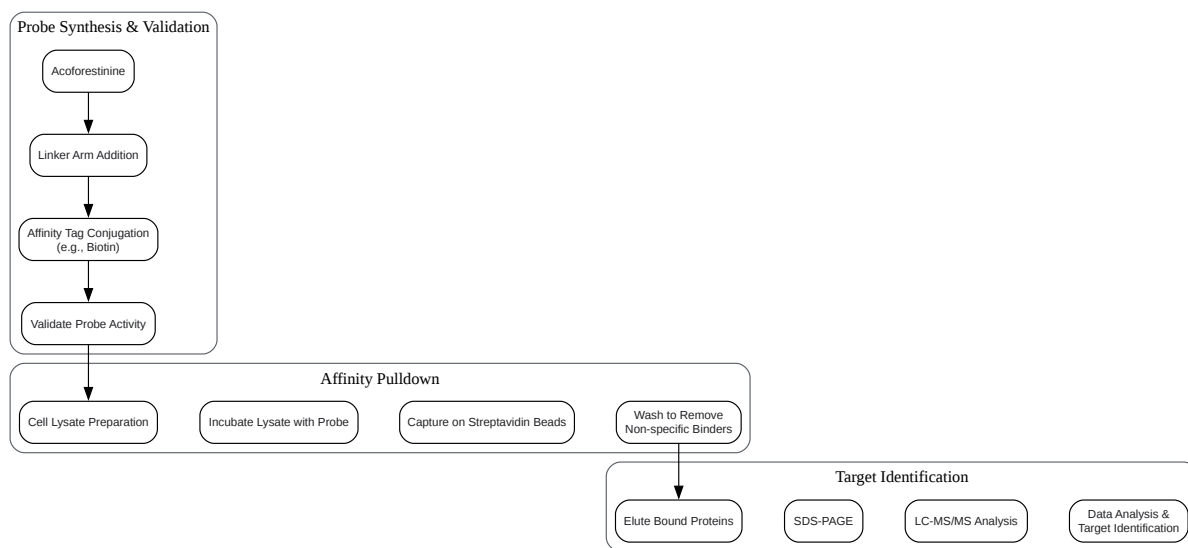 Probe Synthesis & Validation
Acoforestinine
Linker Arm Addition
Affinity Tag Conjugation
(e.g., Biotin)
Validate Probe Activity
Affinity Pulldown
Cell Lysate Preparation
Incubate Lysate with Probe
Capture on Streptavidin Beads
Wash to Remove
Non-specific Binders
Target Identification
Elute Bound Proteins
SDS-PAGE
LC-MS/MS Analysis
Data Analysis &
Target Identification